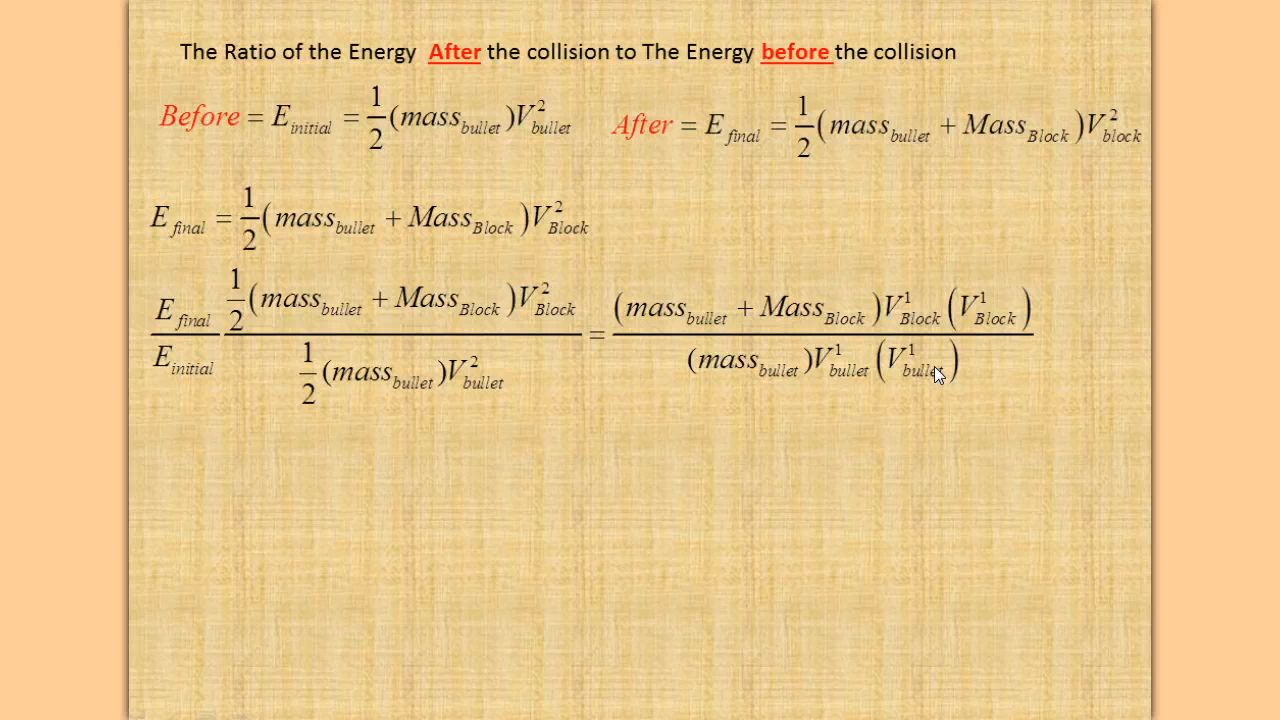 The Ratio of the Energy After the collision to The Energy before the collision
Before = E_initial = 1/2 (mass_bullet)V²_bullet
After = E_final = 1/2 (mass_bullet + Mass_Block)V²_block
E_final = 1/2 (mass_bullet + Mass_Block)V²_Block
E_final / E_initial 1/2 (mass_bullet + Mass_Block)V²_Block / 1/2 (mass_bullet)V²_bullet = (mass_bullet + Mass_Block)V¹_Block (V¹_Block) / (mass_bullet)V¹_bullet (V¹_bullet)